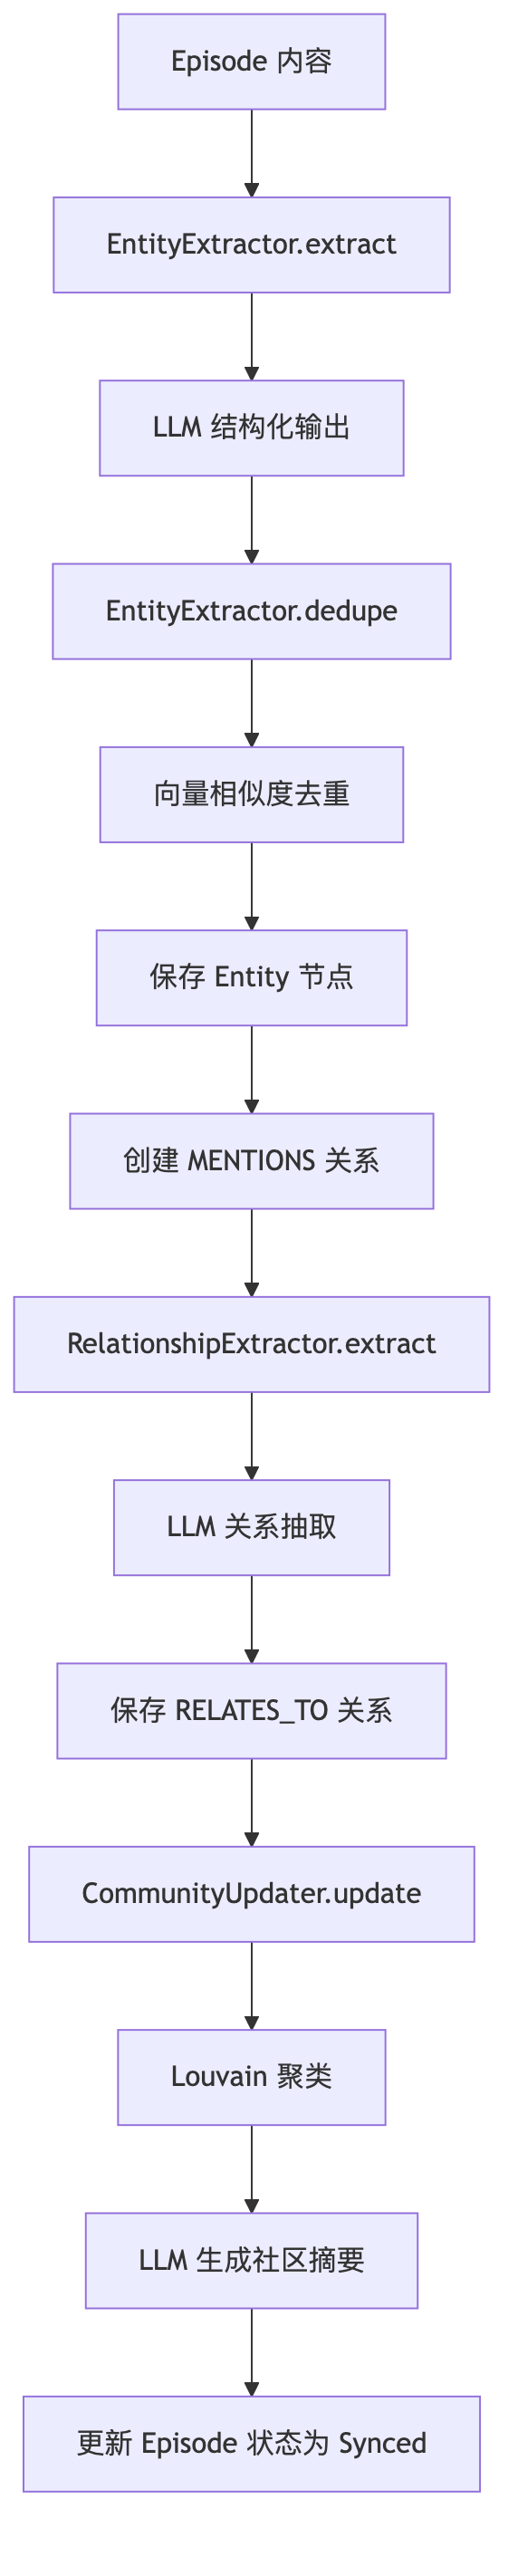 Episode 内容
EntityExtractor.extract
LLM 结构化输出
EntityExtractor.dedupe
向量相似度去重
保存 Entity 节点
创建 MENTIONS 关系
RelationshipExtractor.extract
LLM 关系抽取
保存 RELATES_TO 关系
CommunityUpdater.update
Louvain 聚类
LLM 生成社区摘要
更新 Episode 状态为 Synced